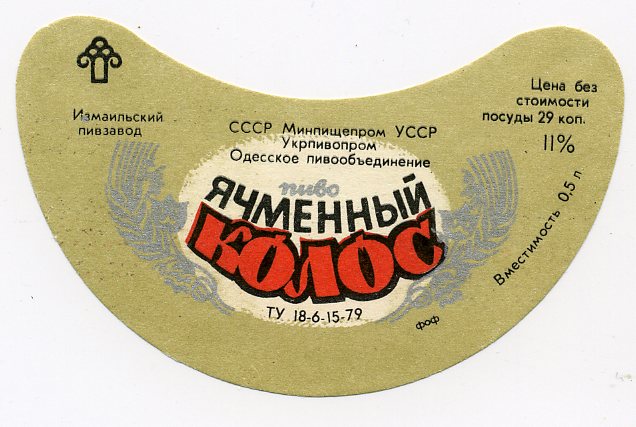 Измаильский
пивзавод
СССР Минпищепром УССР
Укрпивопром
Одесское пивообъединение
Цена без
стоимости
посуды 29 коп.
11%
Вместимость 0,5 л
пиво
ЯЧМЕННЫЙ
КОЛОС
ТУ 18-6-15-79
фоф